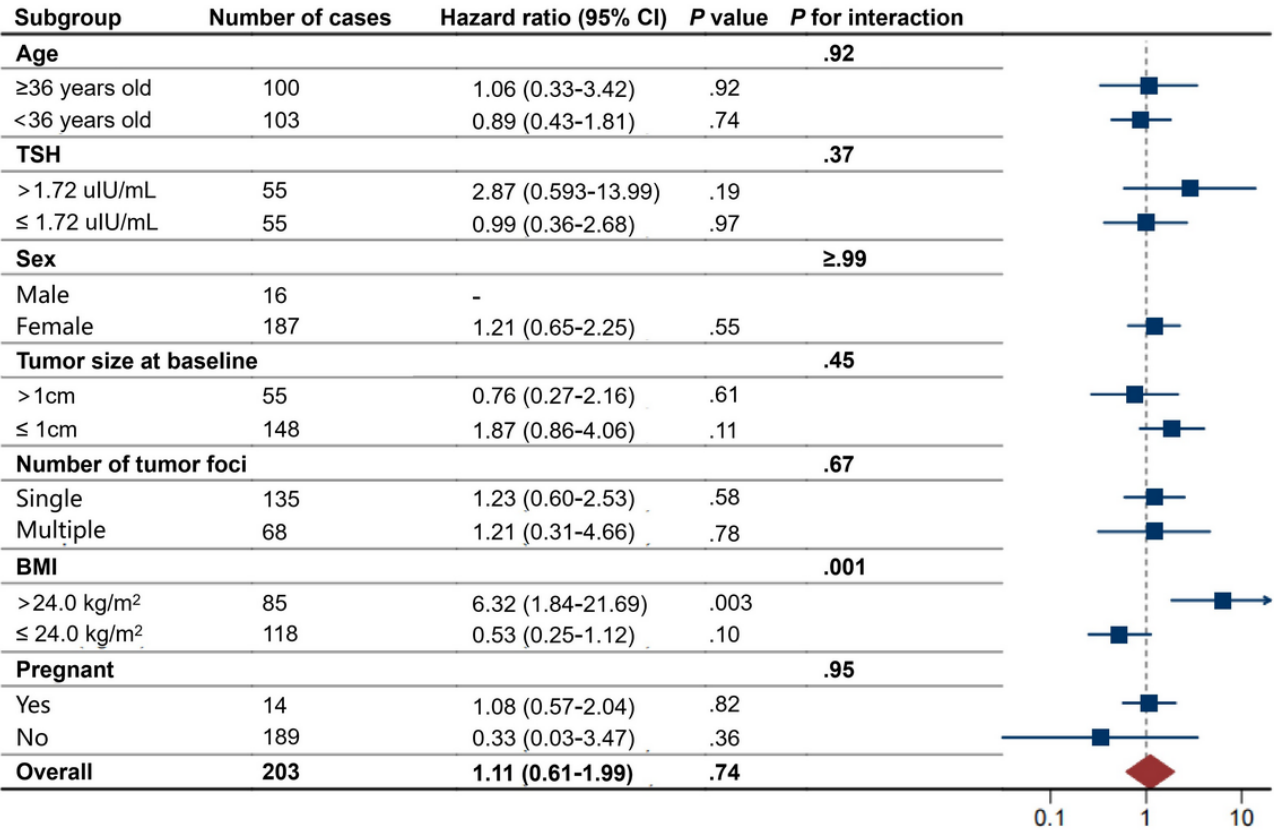 Subgroup Number of cases Hazard ratio (95% CI) P value P for interaction
Age .92
≥36 years old 100 1.06 (0.33-3.42) .92
<36 years old 103 0.89 (0.43-1.81) .74
TSH .37
>1.72 uIU/mL 55 2.87 (0.593-13.99) .19
≤ 1.72 uIU/mL 55 0.99 (0.36-2.68) .97
Sex ≥.99
Male 16 -
Female 187 1.21 (0.65-2.25) .55
Tumor size at baseline .45
>1cm 55 0.76 (0.27-2.16) .61
≤ 1cm 148 1.87 (0.86-4.06) .11
Number of tumor foci .67
Single 135 1.23 (0.60-2.53) .58
Multiple 68 1.21 (0.31-4.66) .78
BMI .001
>24.0 kg/m² 85 6.32 (1.84-21.69) .003
≤ 24.0 kg/m² 118 0.53 (0.25-1.12) .10
Pregnant .95
Yes 14 1.08 (0.57-2.04) .82
No 189 0.33 (0.03-3.47) .36
Overall 203 1.11 (0.61-1.99) .74
0.1 1 10